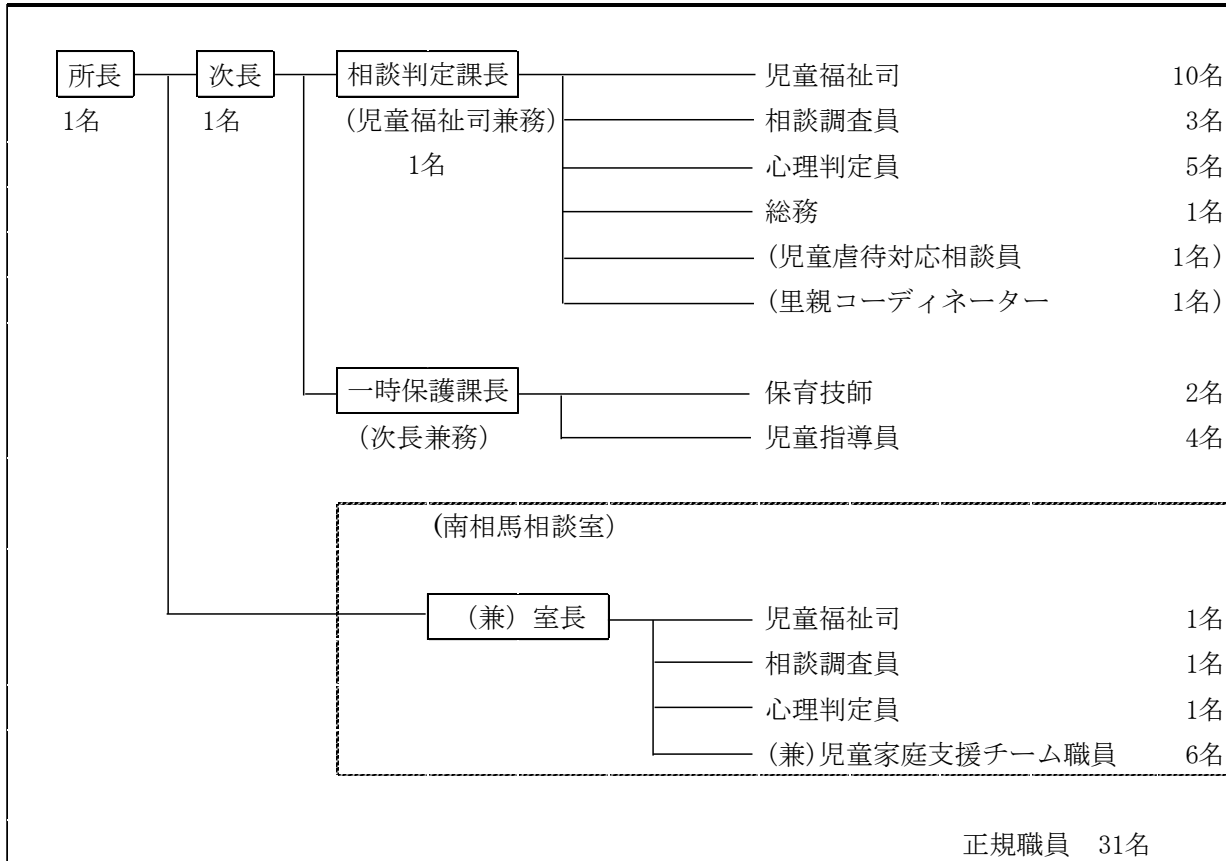 所長 次長 相談判定課長 児童福祉司 10名
1名 1名 (児童福祉司兼務) 相談調査員 3名
1名 心理判定員 5名
総務 1名
(児童虐待対応相談員 1名)
(里親コーディネーター 1名)
一時保護課長 保育技師 2名
(次長兼務) 児童指導員 4名
(南相馬相談室)
(兼) 室長 児童福祉司 1名
相談調査員 1名
心理判定員 1名
(兼)児童家庭支援チーム職員 6名
正規職員 31名